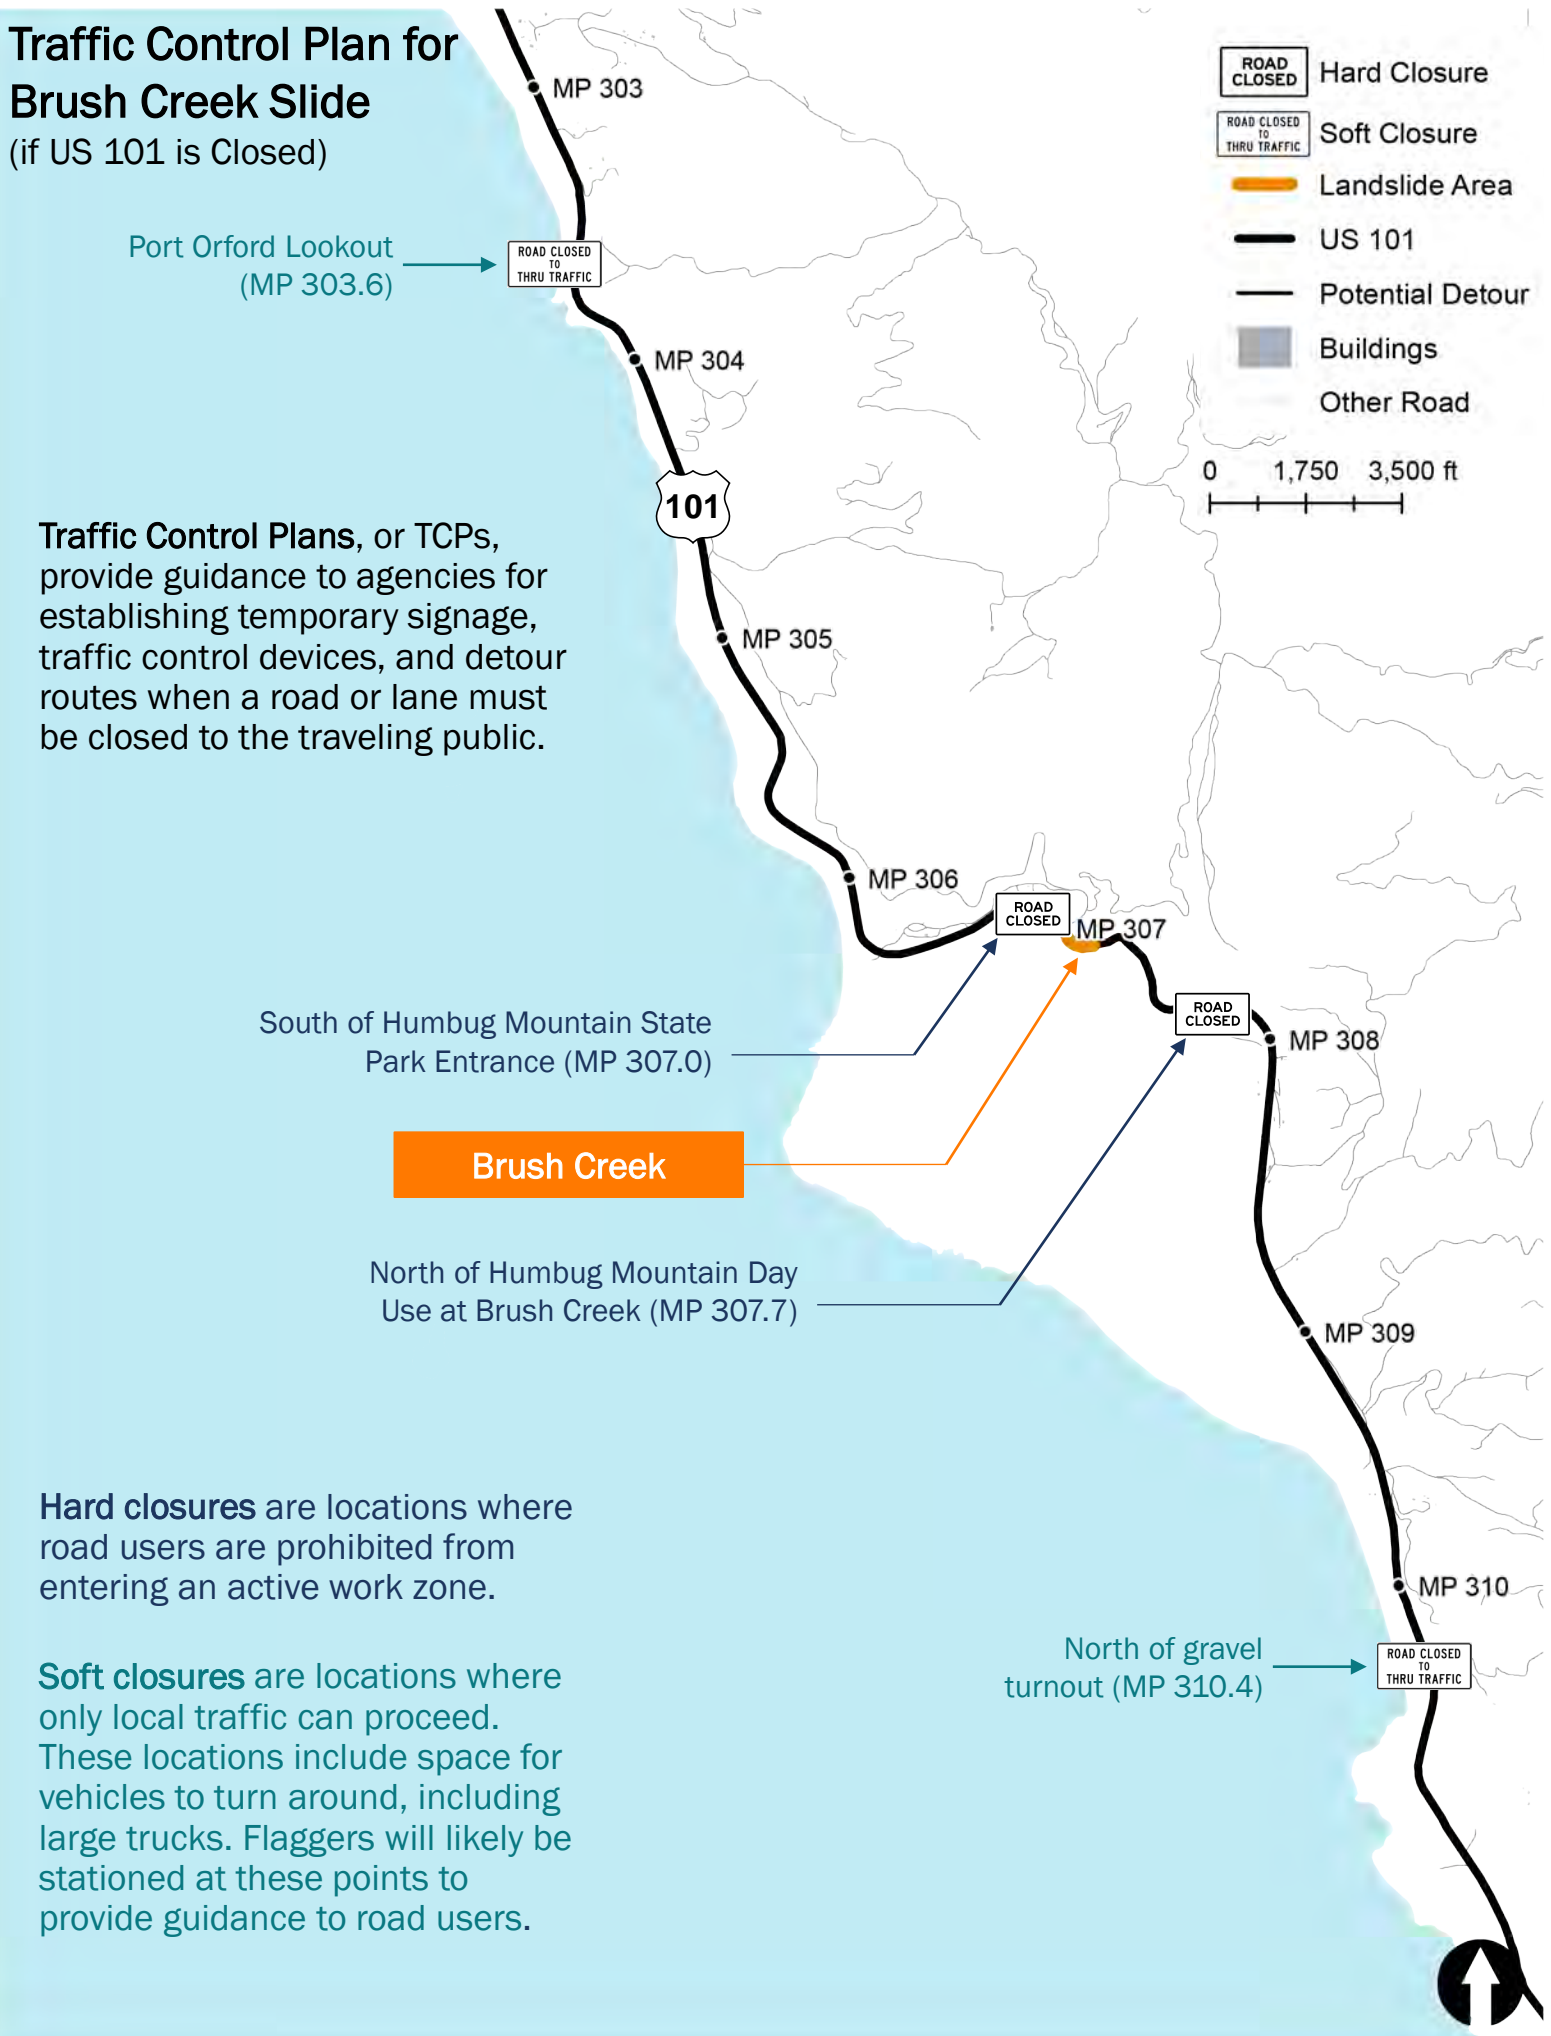 Traffic Control Plan for
Brush Creek Slide
(if US 101 is Closed)
MP 303
ROAD
CLOSED
Hard Closure
ROAD CLOSED
TO
THRU TRAFFIC
Soft Closure
Landslide Area
US 101
Potential Detour
Buildings
Other Road
0 1,750 3,500 ft
Port Orford Lookout
(MP 303.6)
ROAD CLOSED
TO
THRU TRAFFIC
MP 304
101
Traffic Control Plans, or TCPs,
provide guidance to agencies for
establishing temporary signage,
traffic control devices, and detour
routes when a road or lane must
be closed to the traveling public.
MP 305
MP 306
ROAD
CLOSED
MP 307
South of Humbug Mountain State
Park Entrance (MP 307.0)
ROAD
CLOSED
MP 308
Brush Creek
North of Humbug Mountain Day
Use at Brush Creek (MP 307.7)
MP 309
Hard closures are locations where
road users are prohibited from
entering an active work zone.
MP 310
North of gravel
turnout (MP 310.4)
ROAD CLOSED
TO
THRU TRAFFIC
Soft closures are locations where
only local traffic can proceed.
These locations include space for
vehicles to turn around, including
large trucks. Flaggers will likely be
stationed at these points to
provide guidance to road users.